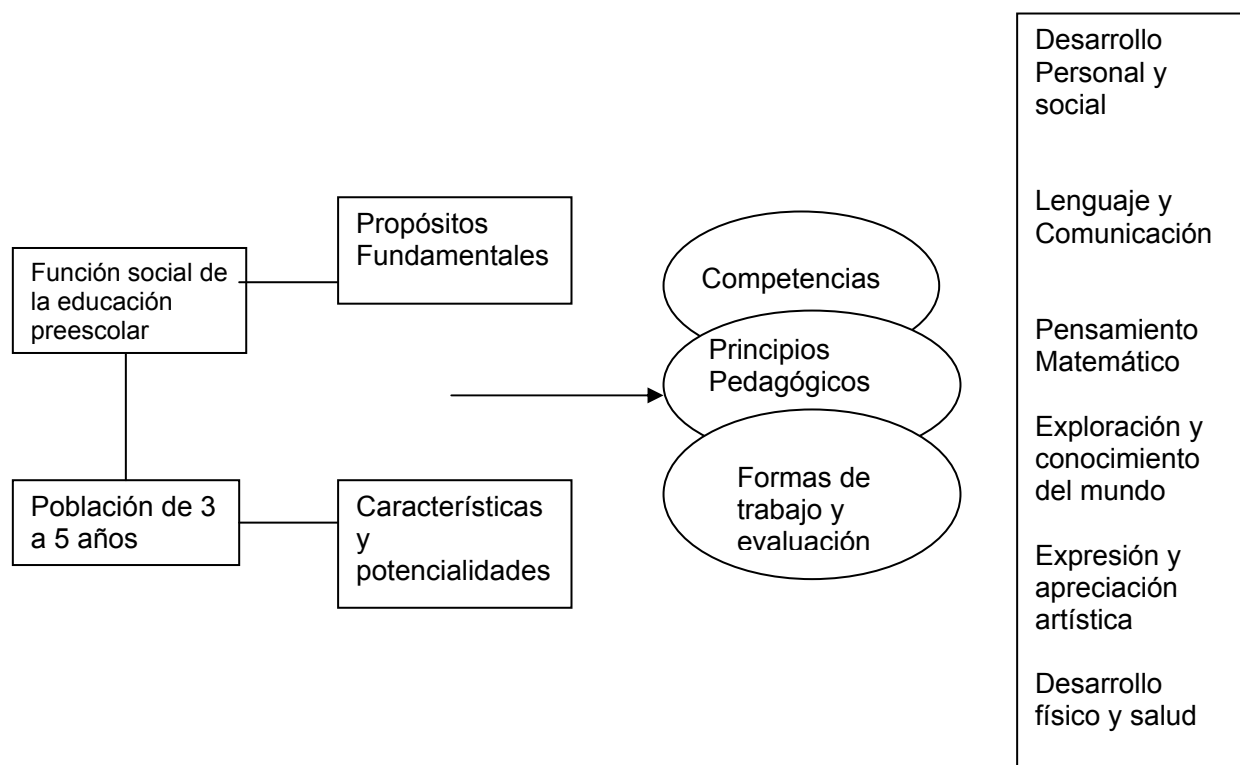 Función social de
la educación
preescolar
Población de 3
a 5 años
Propósitos
Fundamentales
Características
y
potencialidades
Competencias
Principios
Pedagógicos
Formas de
trabajo y
evaluación
Desarrollo
Personal y
social
Lenguaje y
Comunicación
Pensamiento
Matemático
Exploración y
conocimiento
del mundo
Expresión y
apreciación
artística
Desarrollo
físico y salud